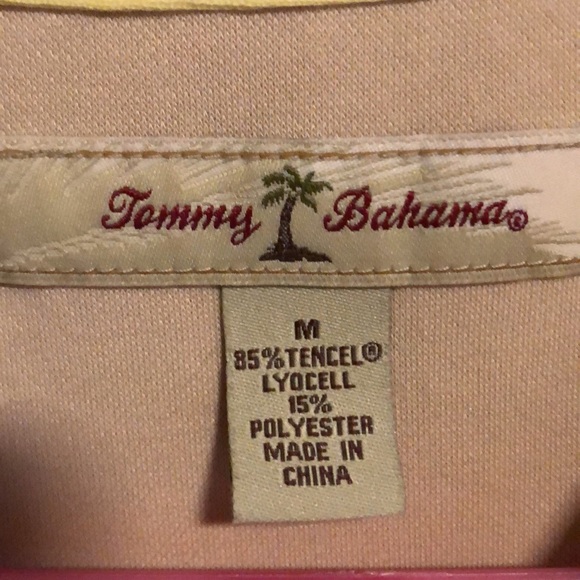 Tommy Bahama®
M
85%TENCEL®
LYOCELL
15%
POLYESTER
MADE IN
CHINA